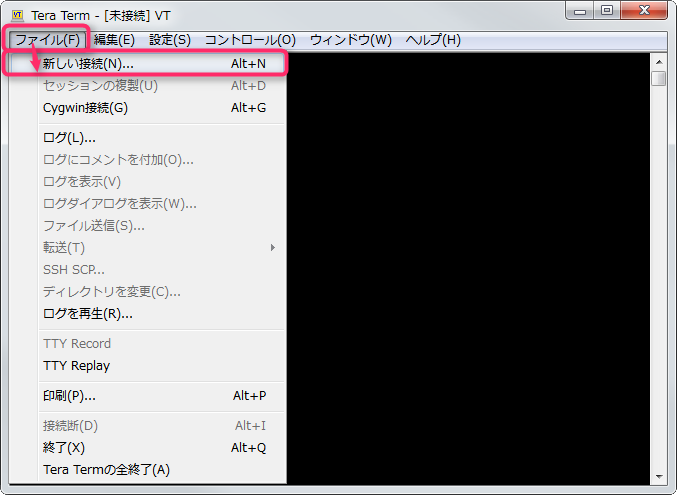 VT Tera Term - [未接続] VT
ファイル(F) 編集(E) 設定(S) コントロール(O) ウィンドウ(W) ヘルプ(H)
新しい接続(N)... Alt+N
セッションの複製(U) Alt+D
Cygwin接続(G) Alt+G
ログ(L)...
ログにコメントを付加(O)...
ログを表示(V)
ログダイアログを表示(W)...
ファイル送信(S)...
転送(T)
SSH SCP...
ディレクトリを変更(C)...
ログを再生(R)...
TTY Record
TTY Replay
印刷(P)... Alt+P
接続断(D) Alt+I
終了(X) Alt+Q
Tera Termの全終了(A)